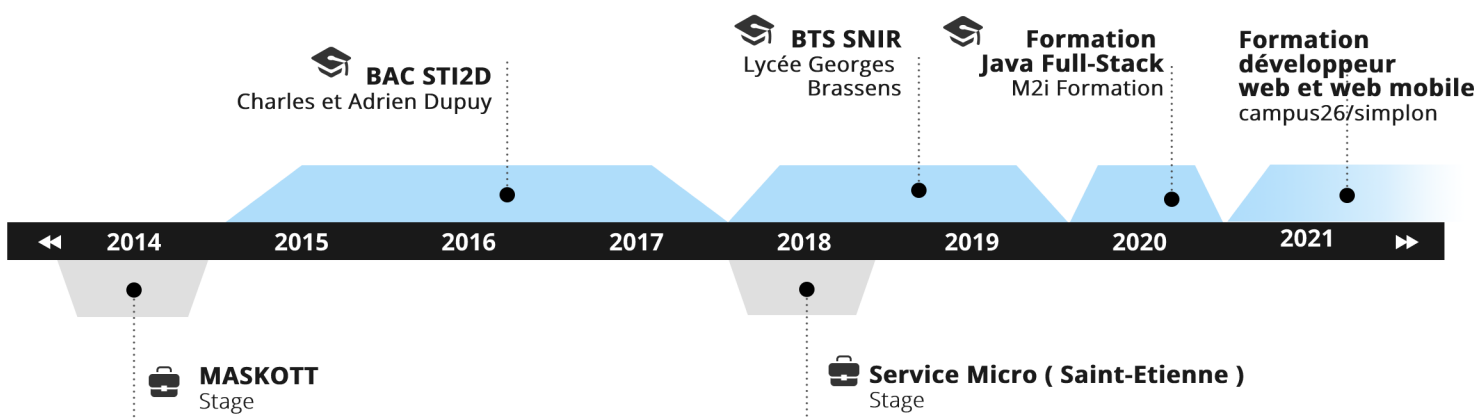 BAC STI2D
Charles et Adrien Dupuy
BTS SNIR
Lycée Georges
Brassens
Formation
Java Full-Stack
M2i Formation
Formation
développeur
web et web mobile
campus26/simplon
2014 2015 2016 2017 2018 2019 2020 2021
MASKOTT
Stage
Service Micro ( Saint-Etienne )
Stage